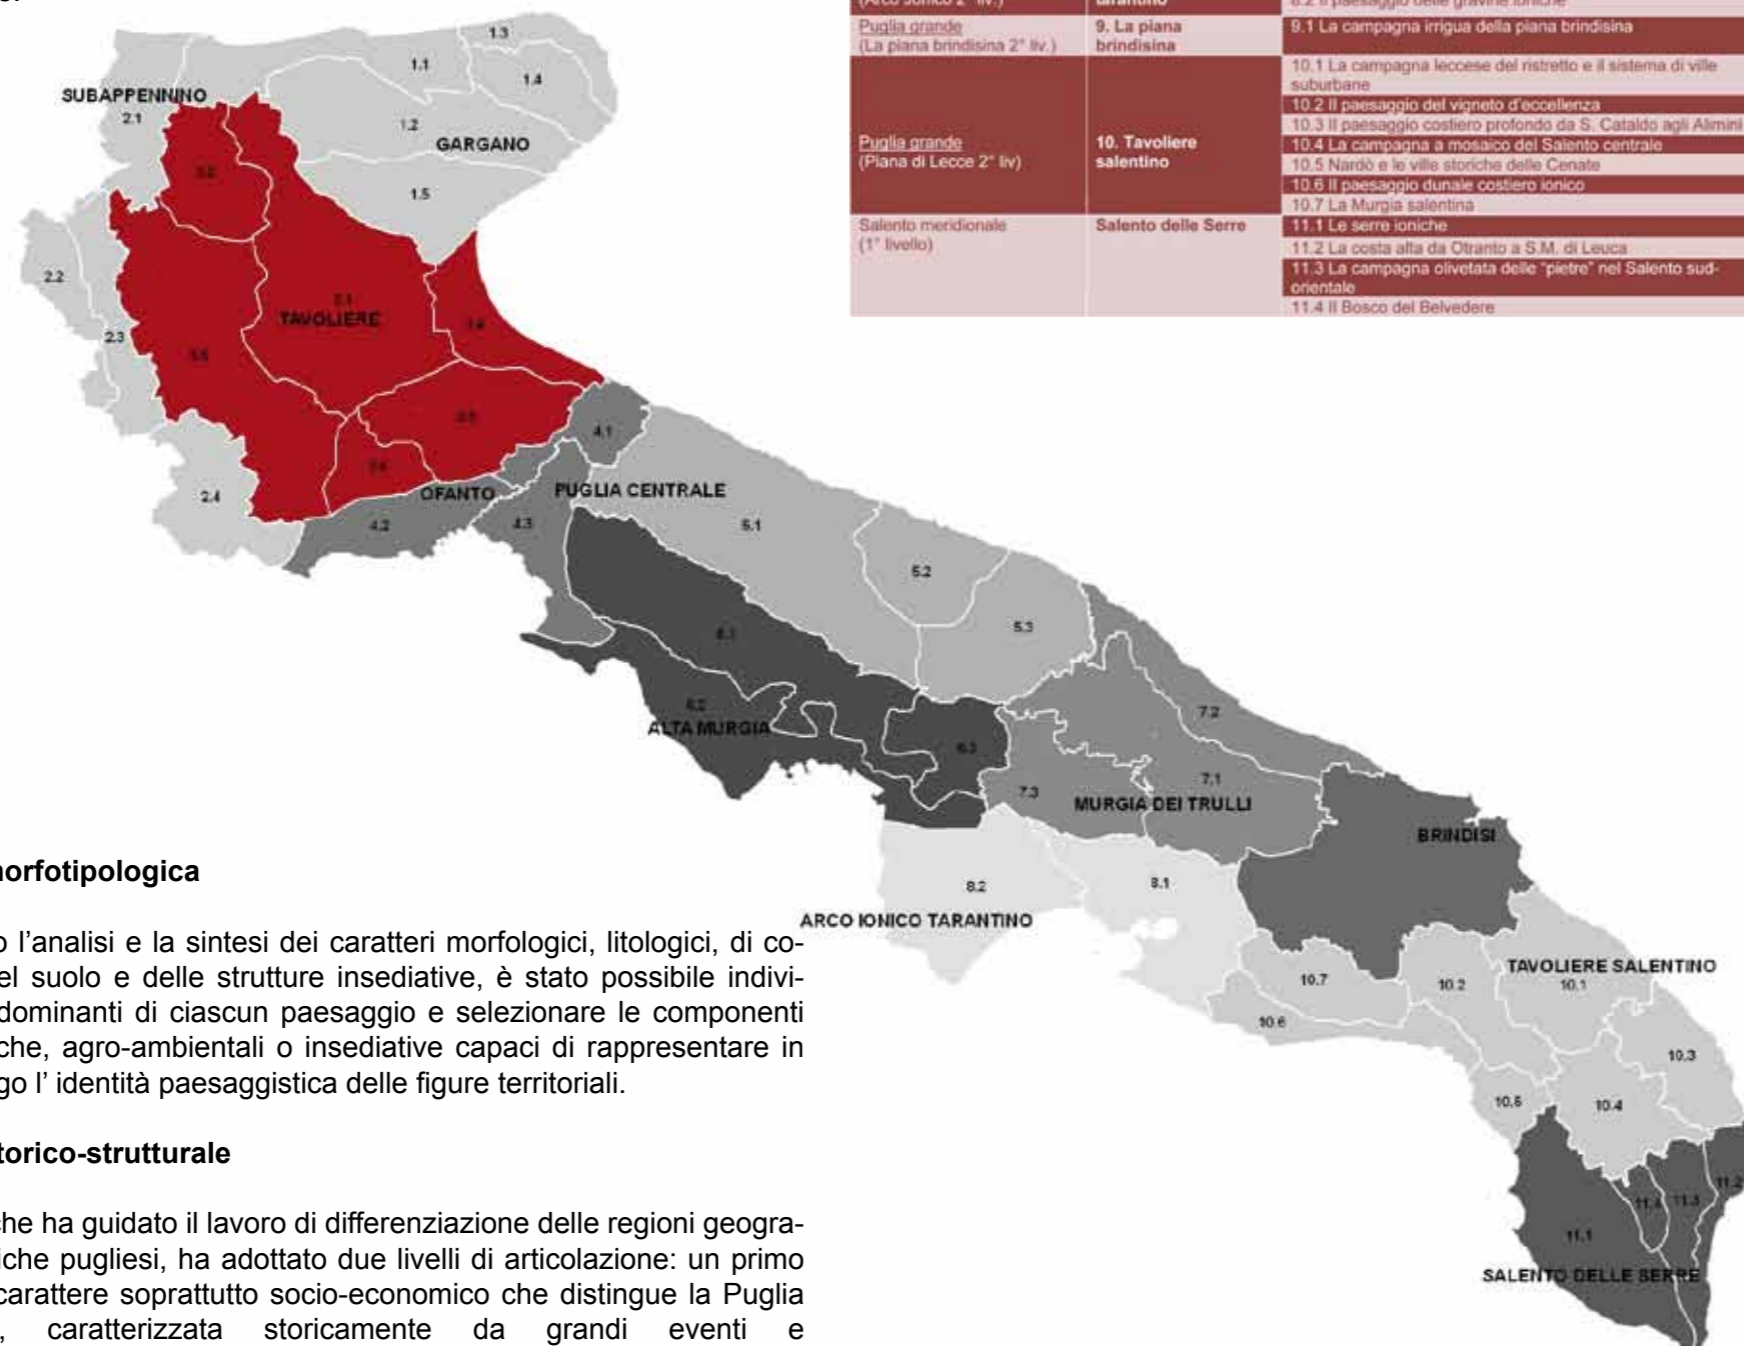 8.2 Il paesaggio delle gravine ioniche
(Arco Jonico 2° liv.)
tarantino
Puglia grande
(La piana brindisina 2° liv.)
9. La piana
brindisina
9.1 La campagna irrigua della piana brindisina
Puglia grande
(Piana di Lecce 2° liv)
10. Tavoliere
salentino
10.1 La campagna leccese del ristretto e il sistema di ville
suburbane
10.2 Il paesaggio del vigneto d'eccellenza
10.3 Il paesaggio costiero profondo da S. Cataldo agli Alimini
10.4 La campagna a mosaico del Salento centrale
10.5 Nardò e le ville storiche delle Cenate
10.6 Il paesaggio dunale costiero ionico
10.7 La Murgia salentina
Salento meridionale
(1° livello)
Salento delle Serre
11.1 Le serre ioniche
11.2 La costa alta da Otranto a S.M. di Leuca
11.3 La campagna olivetata delle "pietre" nel Salento sud-
orientale
11.4 Il Bosco del Belvedere
1.3
1.1
1.4
SUBAPPENNINO
2.1
1.2
GARGANO
1.5
2.2
2.3
TAVOLIERE
2.4
OFANTO
4.1
4.2
4.3
PUGLIA CENTRALE
5.1
5.2
5.3
6.2
ALTA MURGIA
6.3
7.2
7.1
7.3
MURGIA DEI TRULLI
BRINDISI
8.2
8.1
ARCO IONICO TARANTINO
TAVOLIERE SALENTINO
10.7
10.2
10.1
10.6
10.3
10.5
10.4
11.4
11.3
11.2
11.1
SALENTO DELLE SERRE
morfotipologica
o l'analisi e la sintesi dei caratteri morfologici, litologici, di co-
el suolo e delle strutture insediative, è stato possibile indivi-
dominanti di ciascun paesaggio e selezionare le componenti
che, agro-ambientali o insediative capaci di rappresentare in
go l' identità paesaggistica delle figure territoriali.
torico-strutturale
che ha guidato il lavoro di differenziazione delle regioni geogra-
iche pugliesi, ha adottato due livelli di articolazione: un primo
carattere soprattutto socio-economico che distingue la Puglia
, caratterizzata storicamente da grandi eventi e